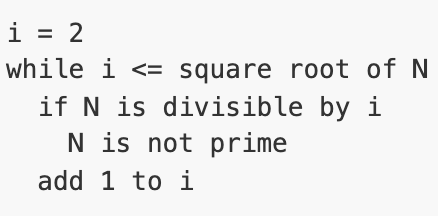 i = 2
while i <= square root of N
  if N is divisible by i
    N is not prime
  add 1 to i